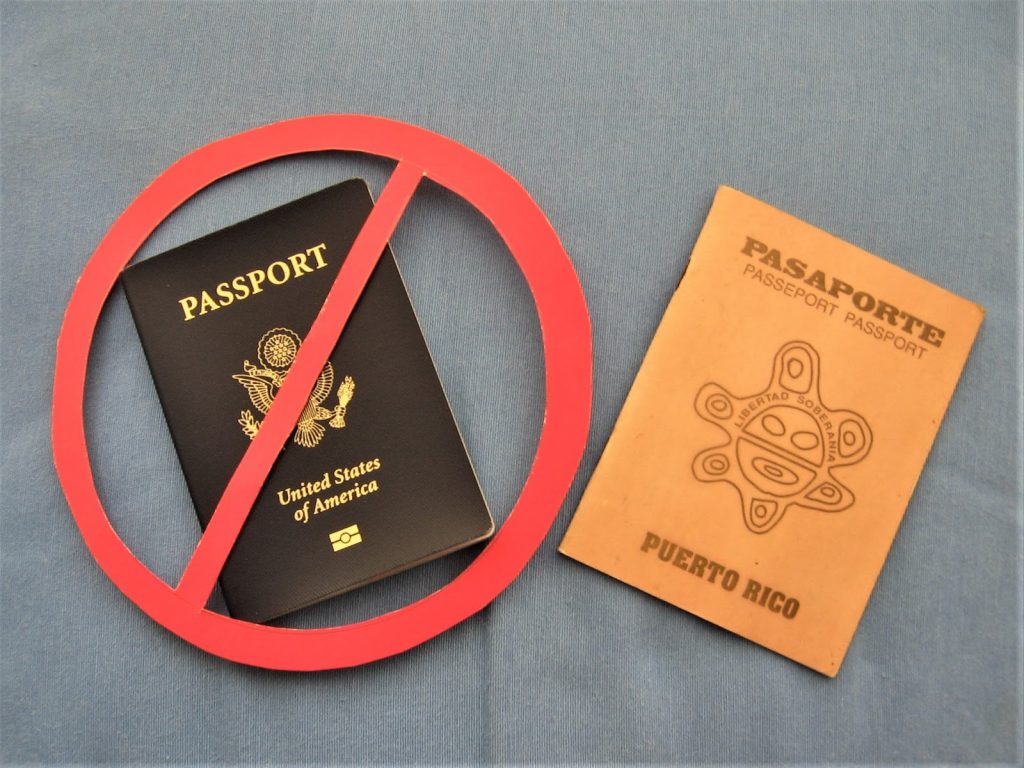 PASSPORT
United States
of America
PASAPORTE
PASSEPORT PASSPORT
LIBERTAD SOBERANIA
PUERTO RICO